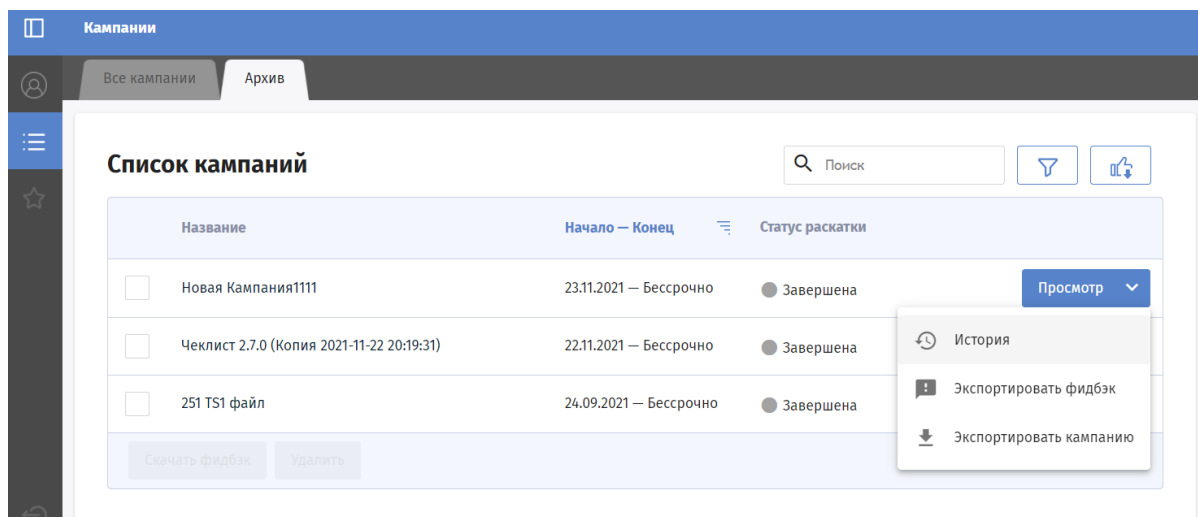 Кампании
Все кампании
Архив
Список кампаний
Поиск
Название
Начало — Конец
Статус раскатки
Новая Кампания1111
23.11.2021 — Бессрочно
Завершена
Просмотр
История
Чеклист 2.7.0 (Копия 2021-11-22 20:19:31)
22.11.2021 — Бессрочно
Завершена
Экспортировать фидбэк
251 TS1 файл
24.09.2021 — Бессрочно
Завершена
Экспортировать кампанию
Скачать фидбэк
Удалить